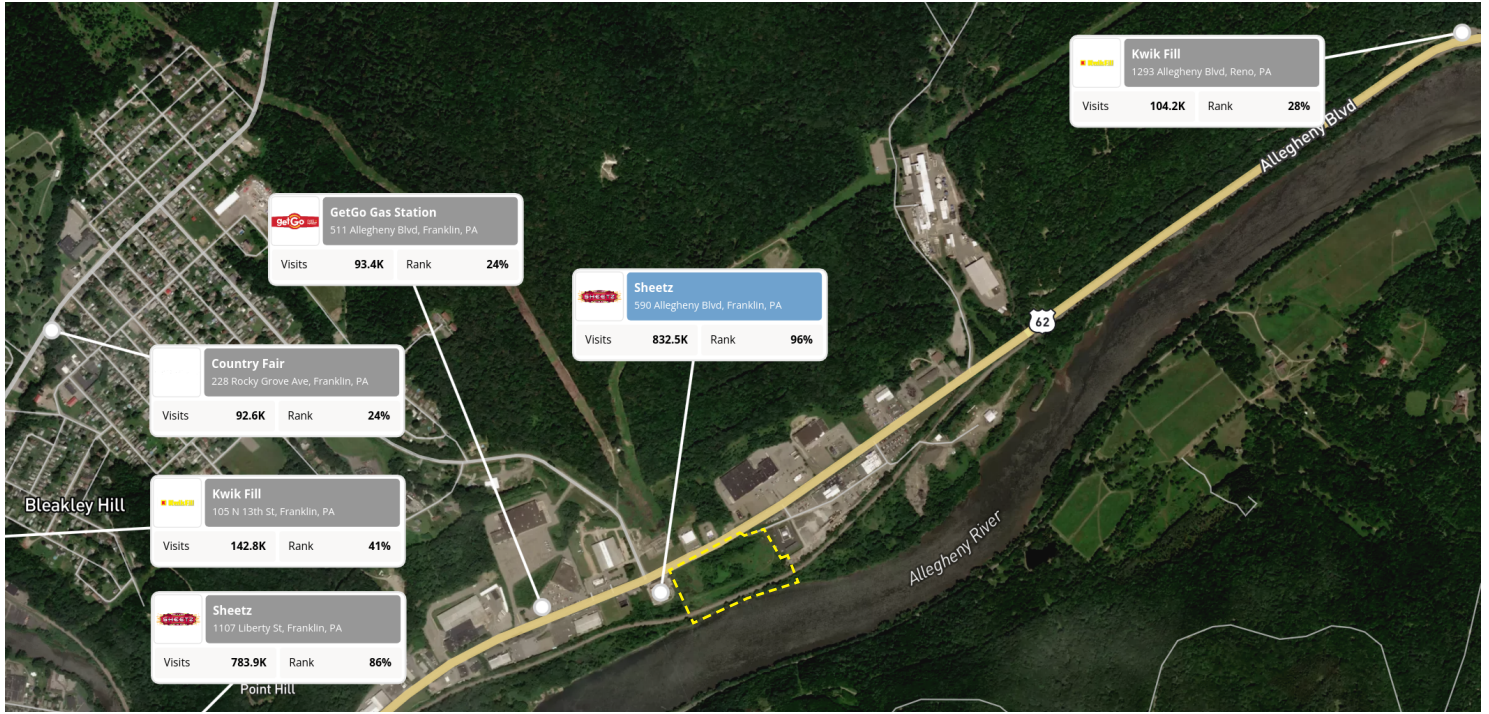 Kwik Fill
1293 Allegheny Blvd, Reno, PA
Visits 104.2K Rank 28%
Allegheny Blvd
GetGo Gas Station
511 Allegheny Blvd, Franklin, PA
Visits 93.4K Rank 24%
getGo
Sheetz
590 Allegheny Blvd, Franklin, PA
SHEETZ
Visits 832.5K Rank 96%
62
Country Fair
228 Rocky Grove Ave, Franklin, PA
Visits 92.6K Rank 24%
Bleakley Hill
Kwik Fill
105 N 13th St, Franklin, PA
Visits 142.8K Rank 41%
Allegheny River
Sheetz
1107 Liberty St, Franklin, PA
SHEETZ
Visits 783.9K Rank 86%
Point Hill